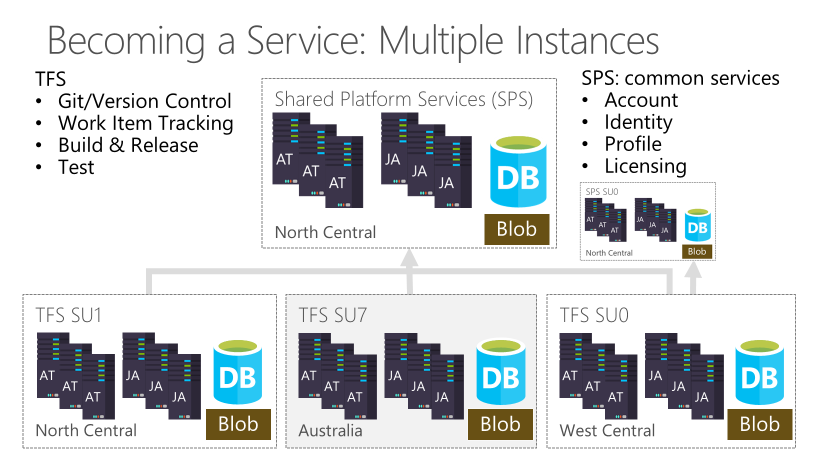 Becoming a Service: Multiple Instances
TFS
• Git/Version Control
• Work Item Tracking
• Build & Release
• Test
Shared Platform Services (SPS)
AT AT AT JA JA JA DB
North Central
Blob
SPS: common services
• Account
• Identity
• Profile
• Licensing
SPS SU0
AT AT AT JA JA JA DB
North Central
Blob
TFS SU1
AT AT AT JA JA JA DB
North Central
Blob
TFS SU7
AT AT AT JA JA JA DB
Australia
Blob
TFS SU0
AT AT AT JA JA JA DB
West Central
Blob